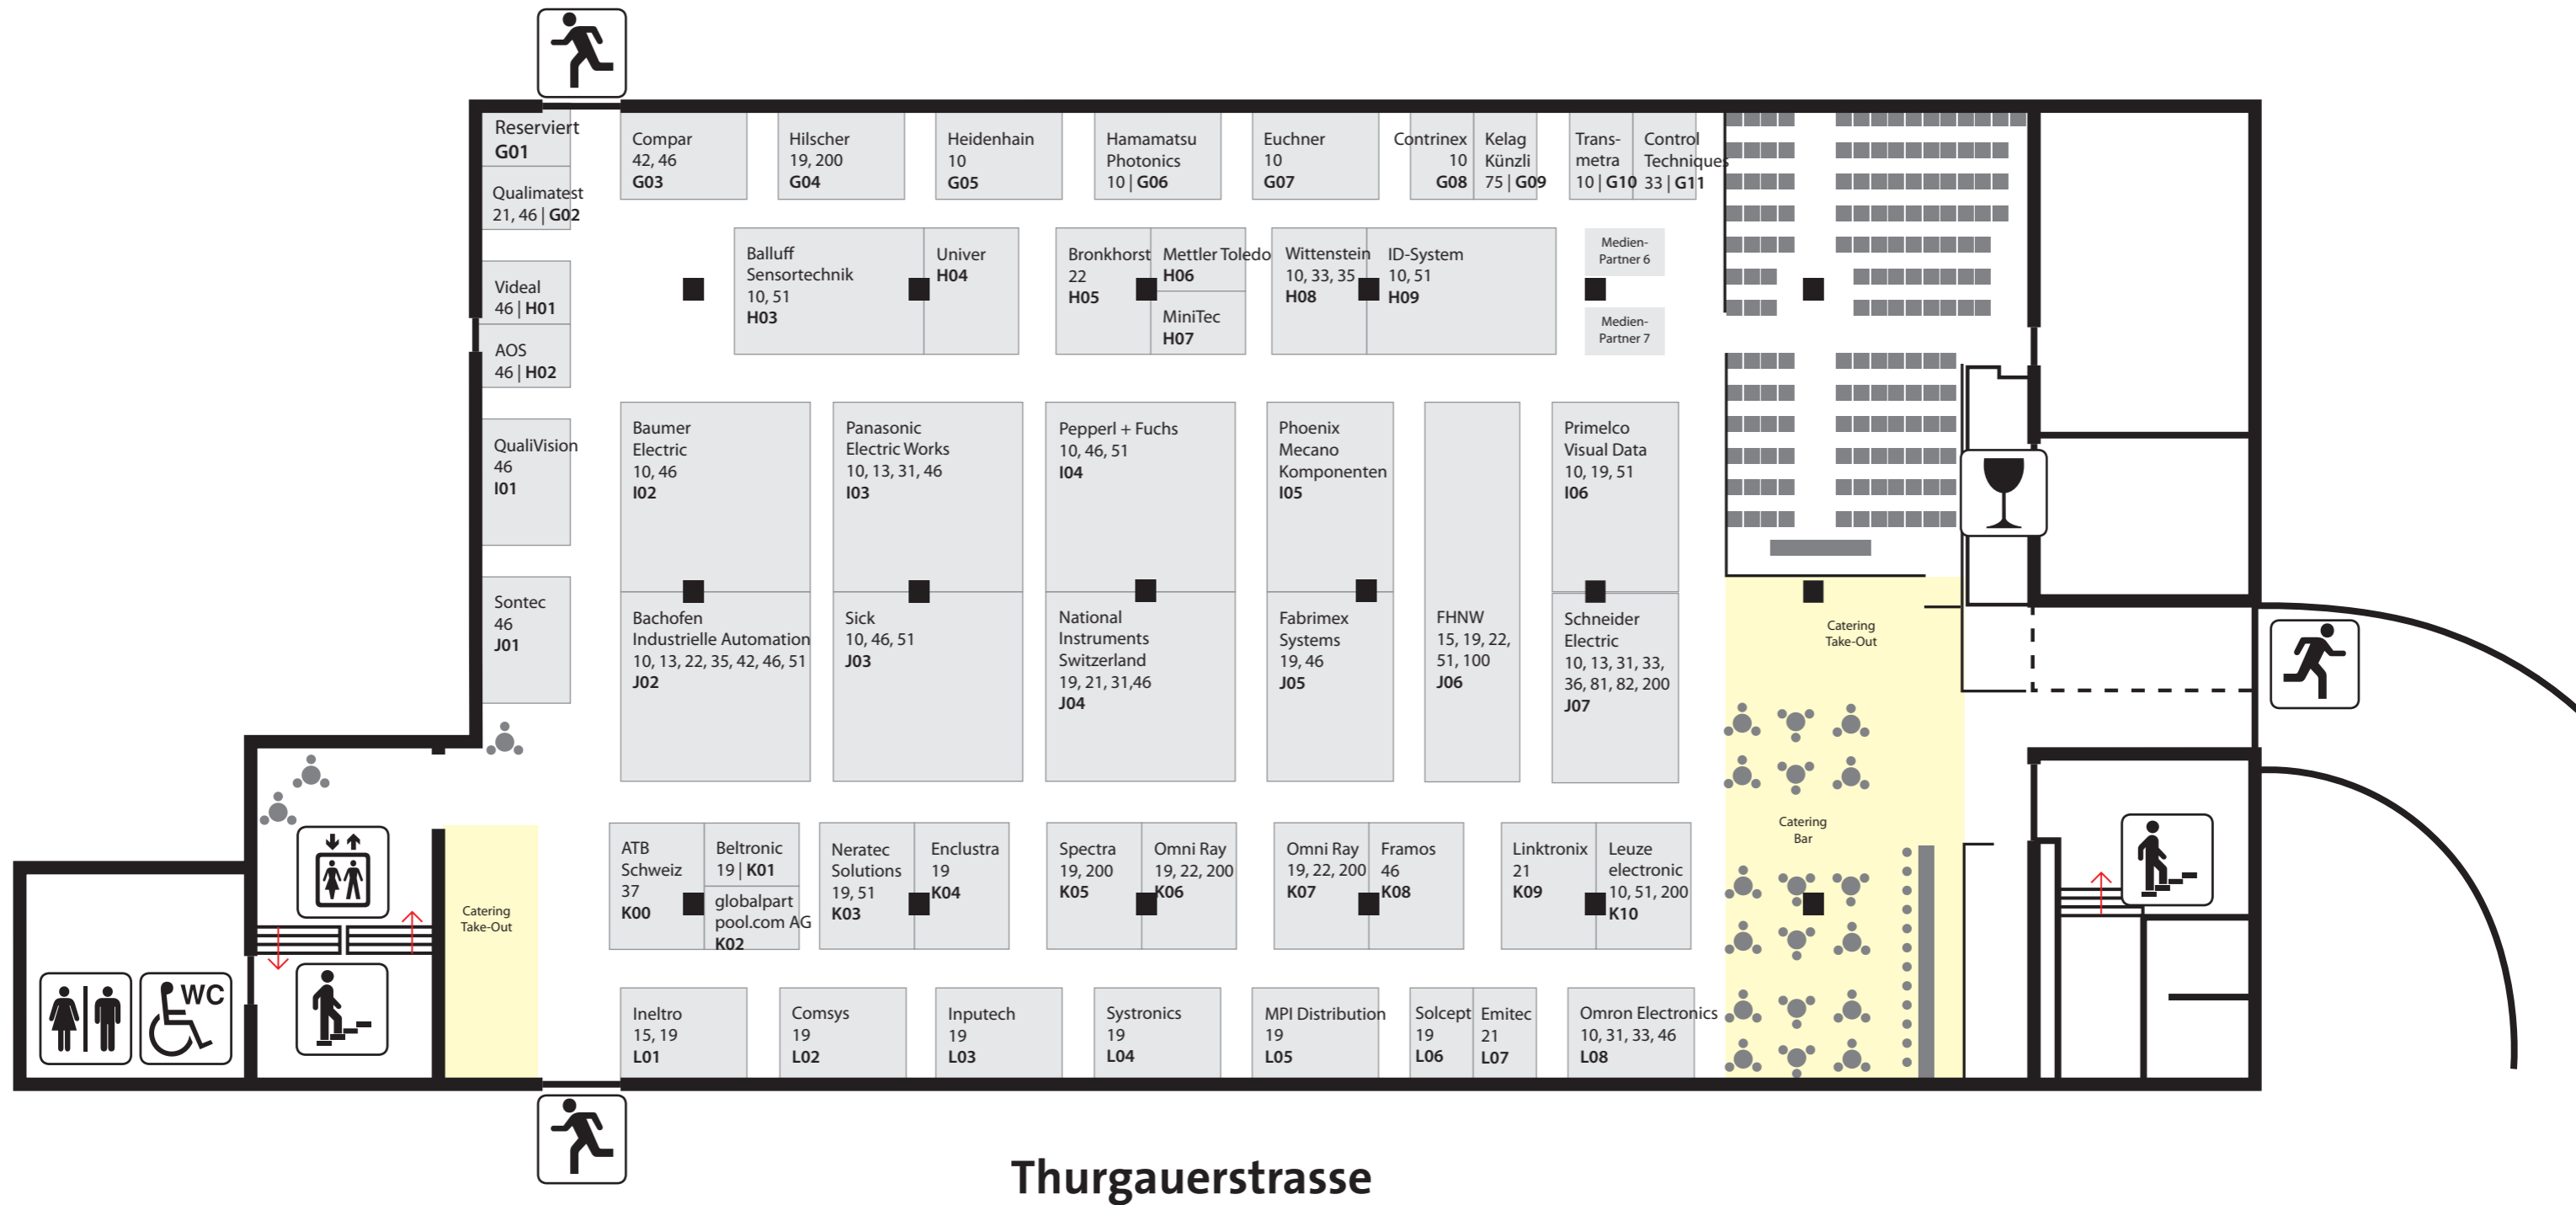 Reserviert
G01
Qualimatest
21, 46 | G02
Compar
42, 46
G03
Hilscher
19, 200
G04
Heidenhain
10
G05
Hamamatsu
Photonics
10 | G06
Euchner
10
G07
Contrinex
10
G08
Kelag
Künzli
75 | G09
Trans-
metra
10 | G10
Control
Techniques
33 | G11
Videal
46 | H01
AOS
46 | H02
Balluff
Sensortechnik
10, 51
H03
Univer
H04
Bronkhorst
22
H05
Mettler Toledo
H06
MiniTec
H07
Wittenstein
10, 33, 35
H08
ID-System
10, 51
H09
Medien-
Partner 6
Medien-
Partner 7
QualiVision
46
I01
Baumer
Electric
10, 46
I02
Panasonic
Electric Works
10, 13, 31, 46
I03
Pepperl + Fuchs
10, 46, 51
I04
Phoenix
Mecano
Komponenten
I05
Primelco
Visual Data
10, 19, 51
I06
Sontec
46
J01
Bachofen
Industrielle Automation
10, 13, 22, 35, 42, 46, 51
J02
Sick
10, 46, 51
J03
National
Instruments
Switzerland
19, 21, 31,46
J04
Fabrimex
Systems
19, 46
J05
FHNW
15, 19, 22,
51, 100
J06
Schneider
Electric
10, 13, 31, 33,
36, 81, 82, 200
J07
Catering
Take-Out
Catering
Bar
ATB
Schweiz
37
K00
Beltronic
19 | K01
globalpart
pool.com AG
K02
Neratec
Solutions
19, 51
K03
Enclustra
19
K04
Spectra
19, 200
K05
Omni Ray
19, 22, 200
K06
Omni Ray
19, 22, 200
K07
Framos
46
K08
Linktronix
21
K09
Leuze
electronic
10, 51, 200
K10
Catering
Take-Out
WC
Ineltro
15, 19
L01
Comsys
19
L02
Inputech
19
L03
Systronics
19
L04
MPI Distribution
19
L05
Solcept
19
L06
Emitec
21
L07
Omron Electronics
10, 31, 33, 46
L08
Thurgauerstrasse